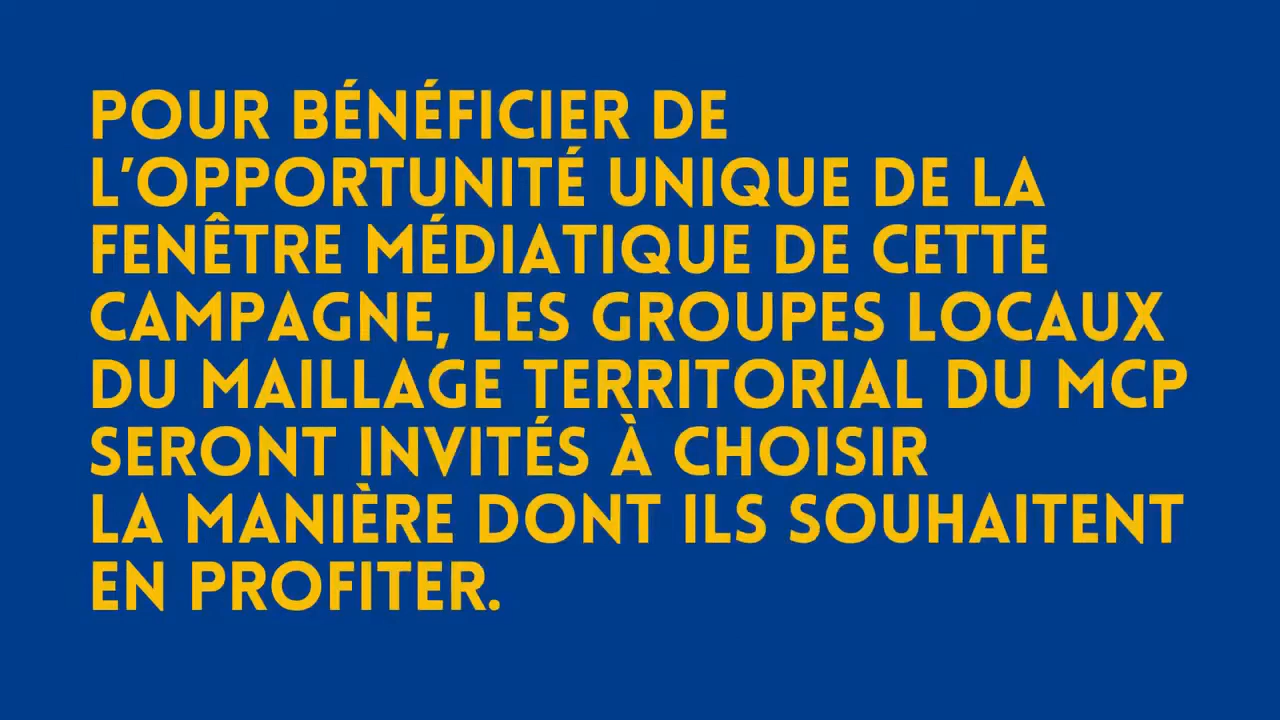 POUR BÉNÉFICIER DE
L'OPPORTUNITÉ UNIQUE DE LA
FENÊTRE MÉDIATIQUE DE CETTE
CAMPAGNE, LES GROUPES LOCAUX
DU MAILLAGE TERRITORIAL DU MCP
SERONT INVITÉS À CHOISIR
LA MANIÈRE DONT ILS SOUHAITENT
EN PROFITER.